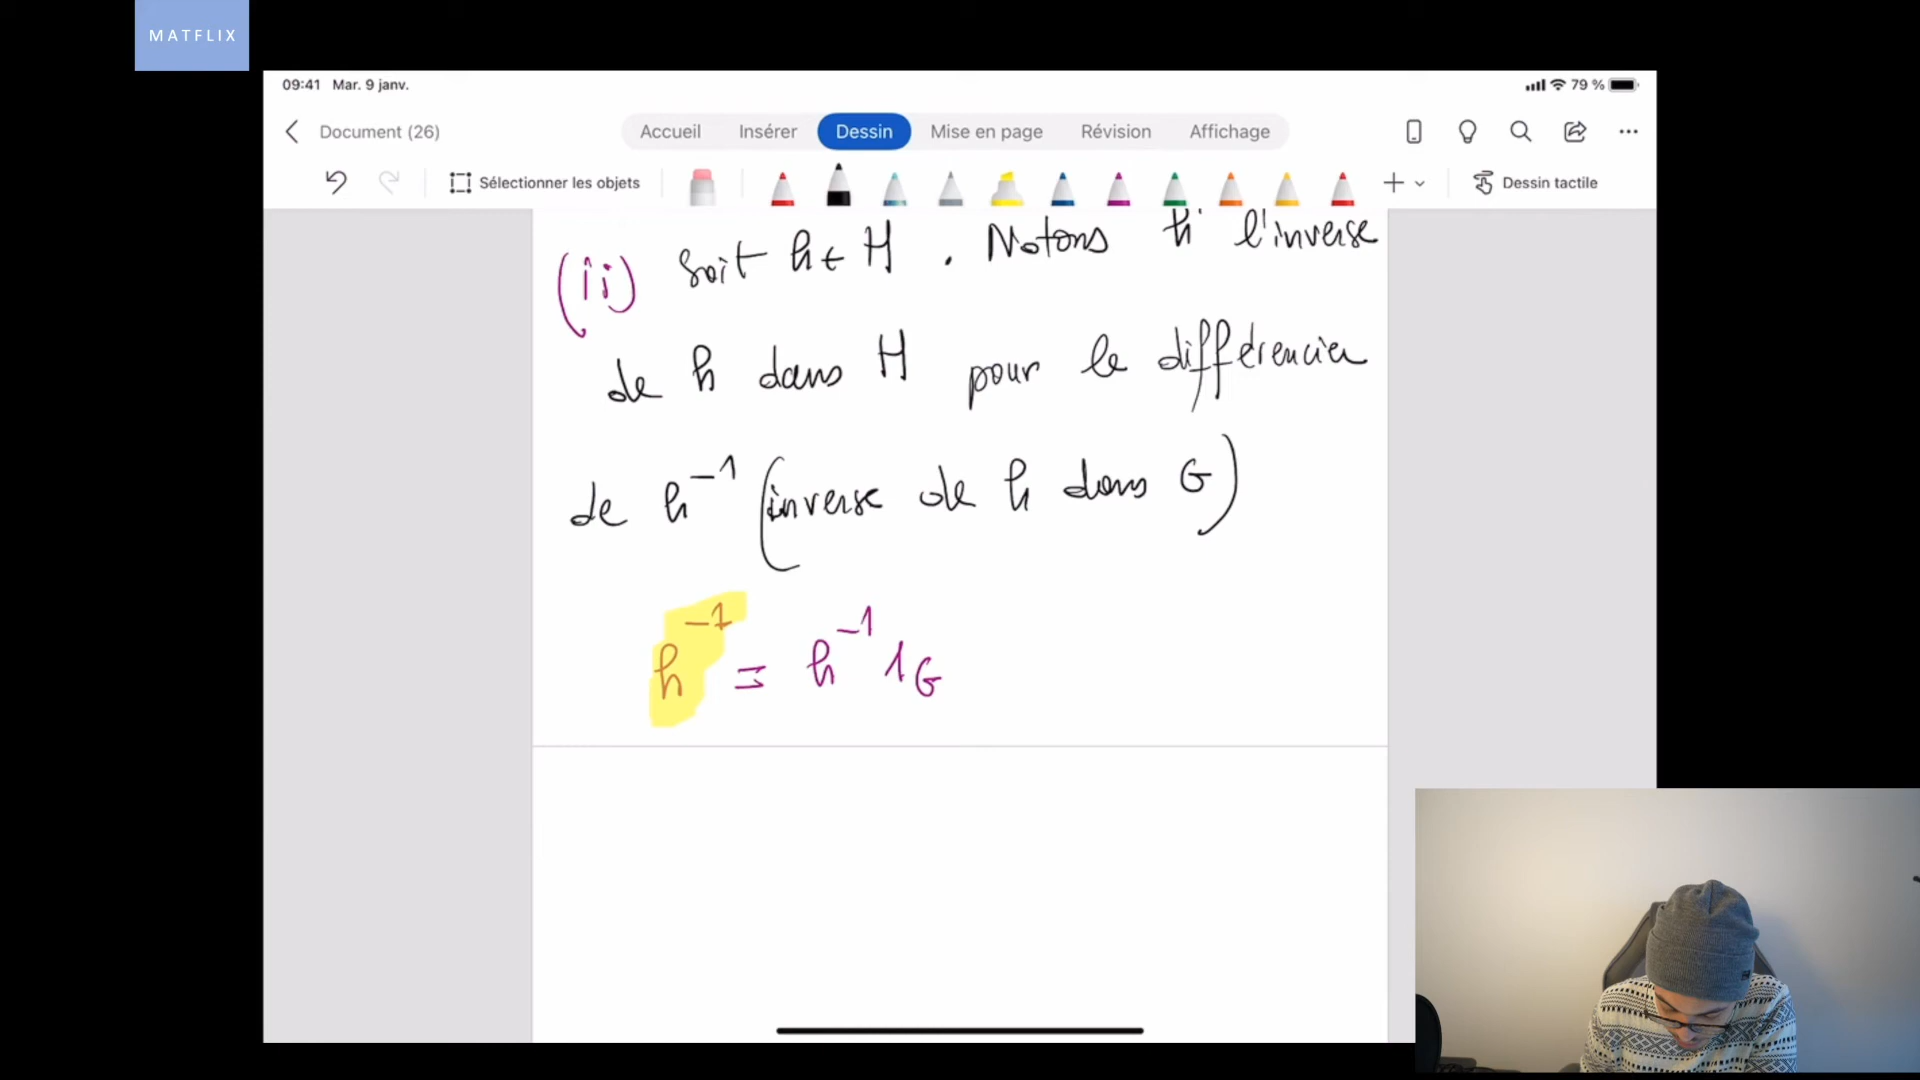 MATFLIX
09:41 Mar. 9 janv. 79 %
Document (26) Accueil Insérer Dessin Mise en page Révision Affichage
Sélectionner les objets Dessin tactile
(ii) Soit h ∈ H . Notons h' l'inverse
de h dans H pour le différencier
de h⁻¹ (inverse de h dans G)
h⁻¹ = h⁻¹ 1G